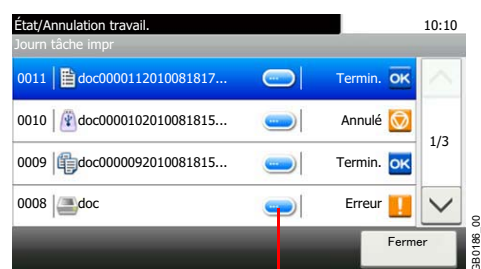 État/Annulation travail. 10:10
Journ tâche impr
0011 doc0000112010081817... Termin. OK
0010 doc0000102010081815... Annulé
0009 doc0000092010081815... Termin. OK
0008 doc Erreur !
1/3
Fermer
GB0186_00